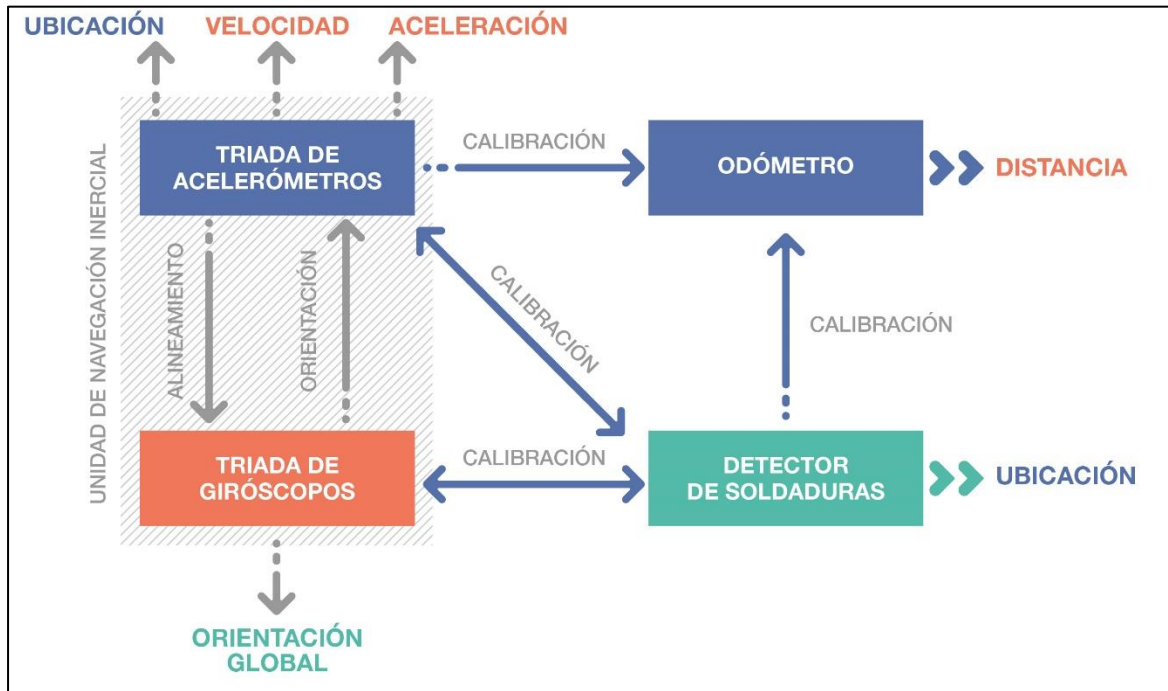 UBICACIÓN
VELOCIDAD
ACELERACIÓN
UNIDAD DE NAVEGACIÓN INERCIAL
TRIADA DE
ACELERÓMETROS
CALIBRACIÓN
ODÓMETRO
DISTANCIA
ALINEAMIENTO
ORIENTACIÓN
CALIBRACIÓN
CALIBRACIÓN
TRIADA DE
GIRÓSCOPOS
CALIBRACIÓN
DETECTOR
DE SOLDADURAS
UBICACIÓN
ORIENTACIÓN
GLOBAL